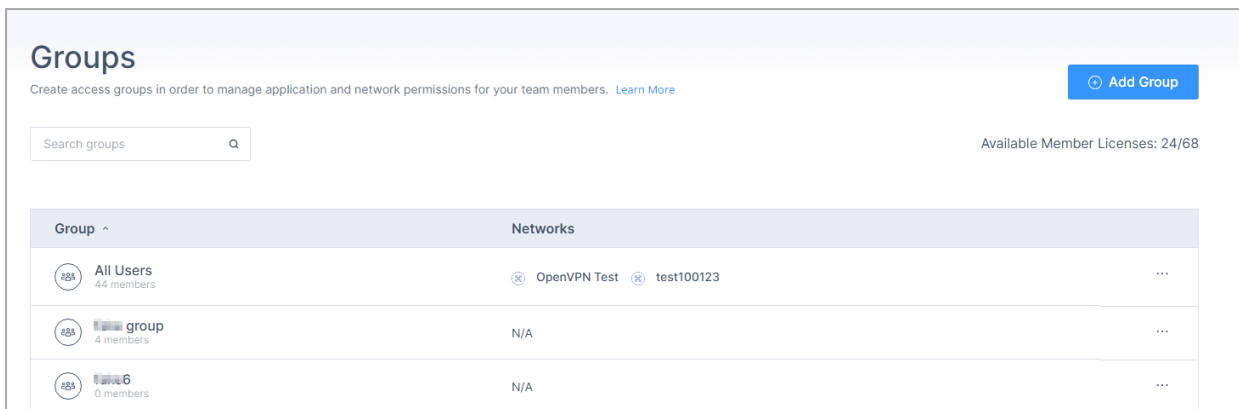 Groups
Create access groups in order to manage application and network permissions for your team members. Learn More
Add Group
Search groups
Available Member Licenses: 24/68
Group
Networks
All Users
44 members
OpenVPN Test
test100123
group
4 members
N/A
6
0 members
N/A